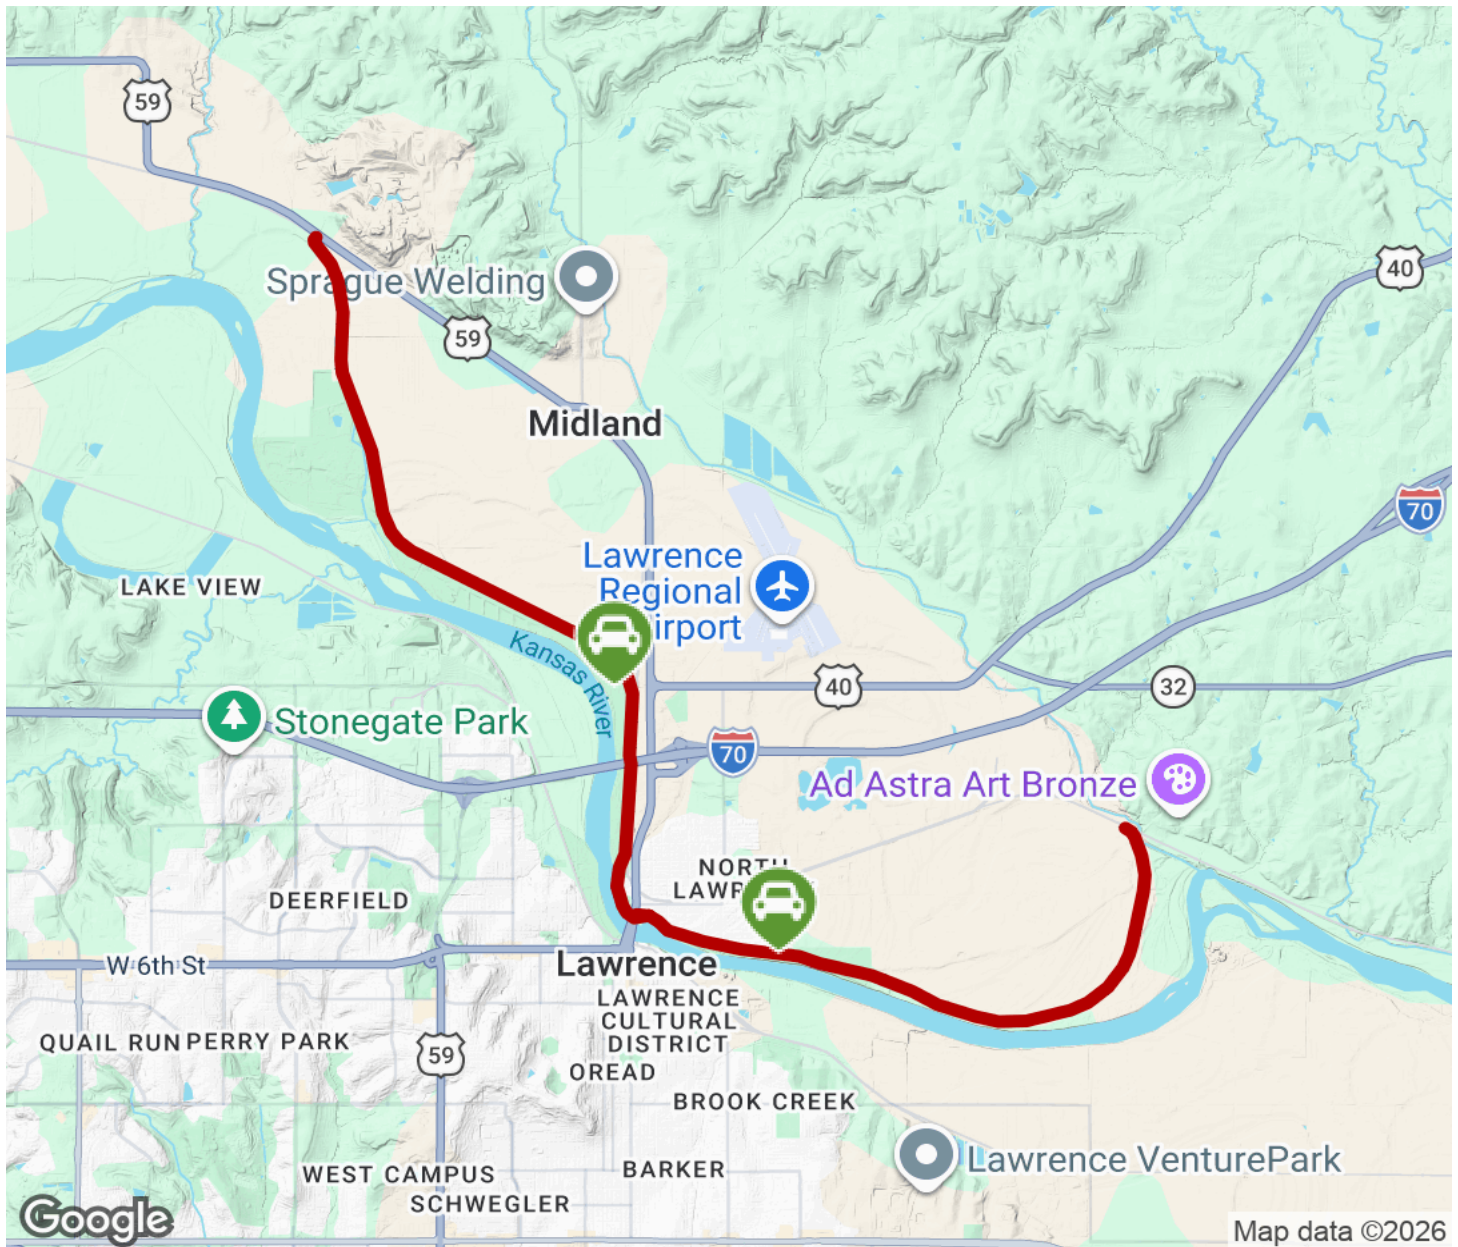 59
40
Sprague Welding
59
Midland
70
Lawrence
Regional
Airport
LAKE VIEW
Kansas River
40
32
Stonegate Park
70
Ad Astra Art Bronze
NORTH
LAWR
DEERFIELD
W 6th St
Lawrence
LAWRENCE
CULTURAL
DISTRICT
QUAIL RUN
PERRY PARK
59
OREAD
BROOK CREEK
Lawrence VenturePark
WEST CAMPUS
BARKER
SCHWEGLER
Google
Map data ©2026